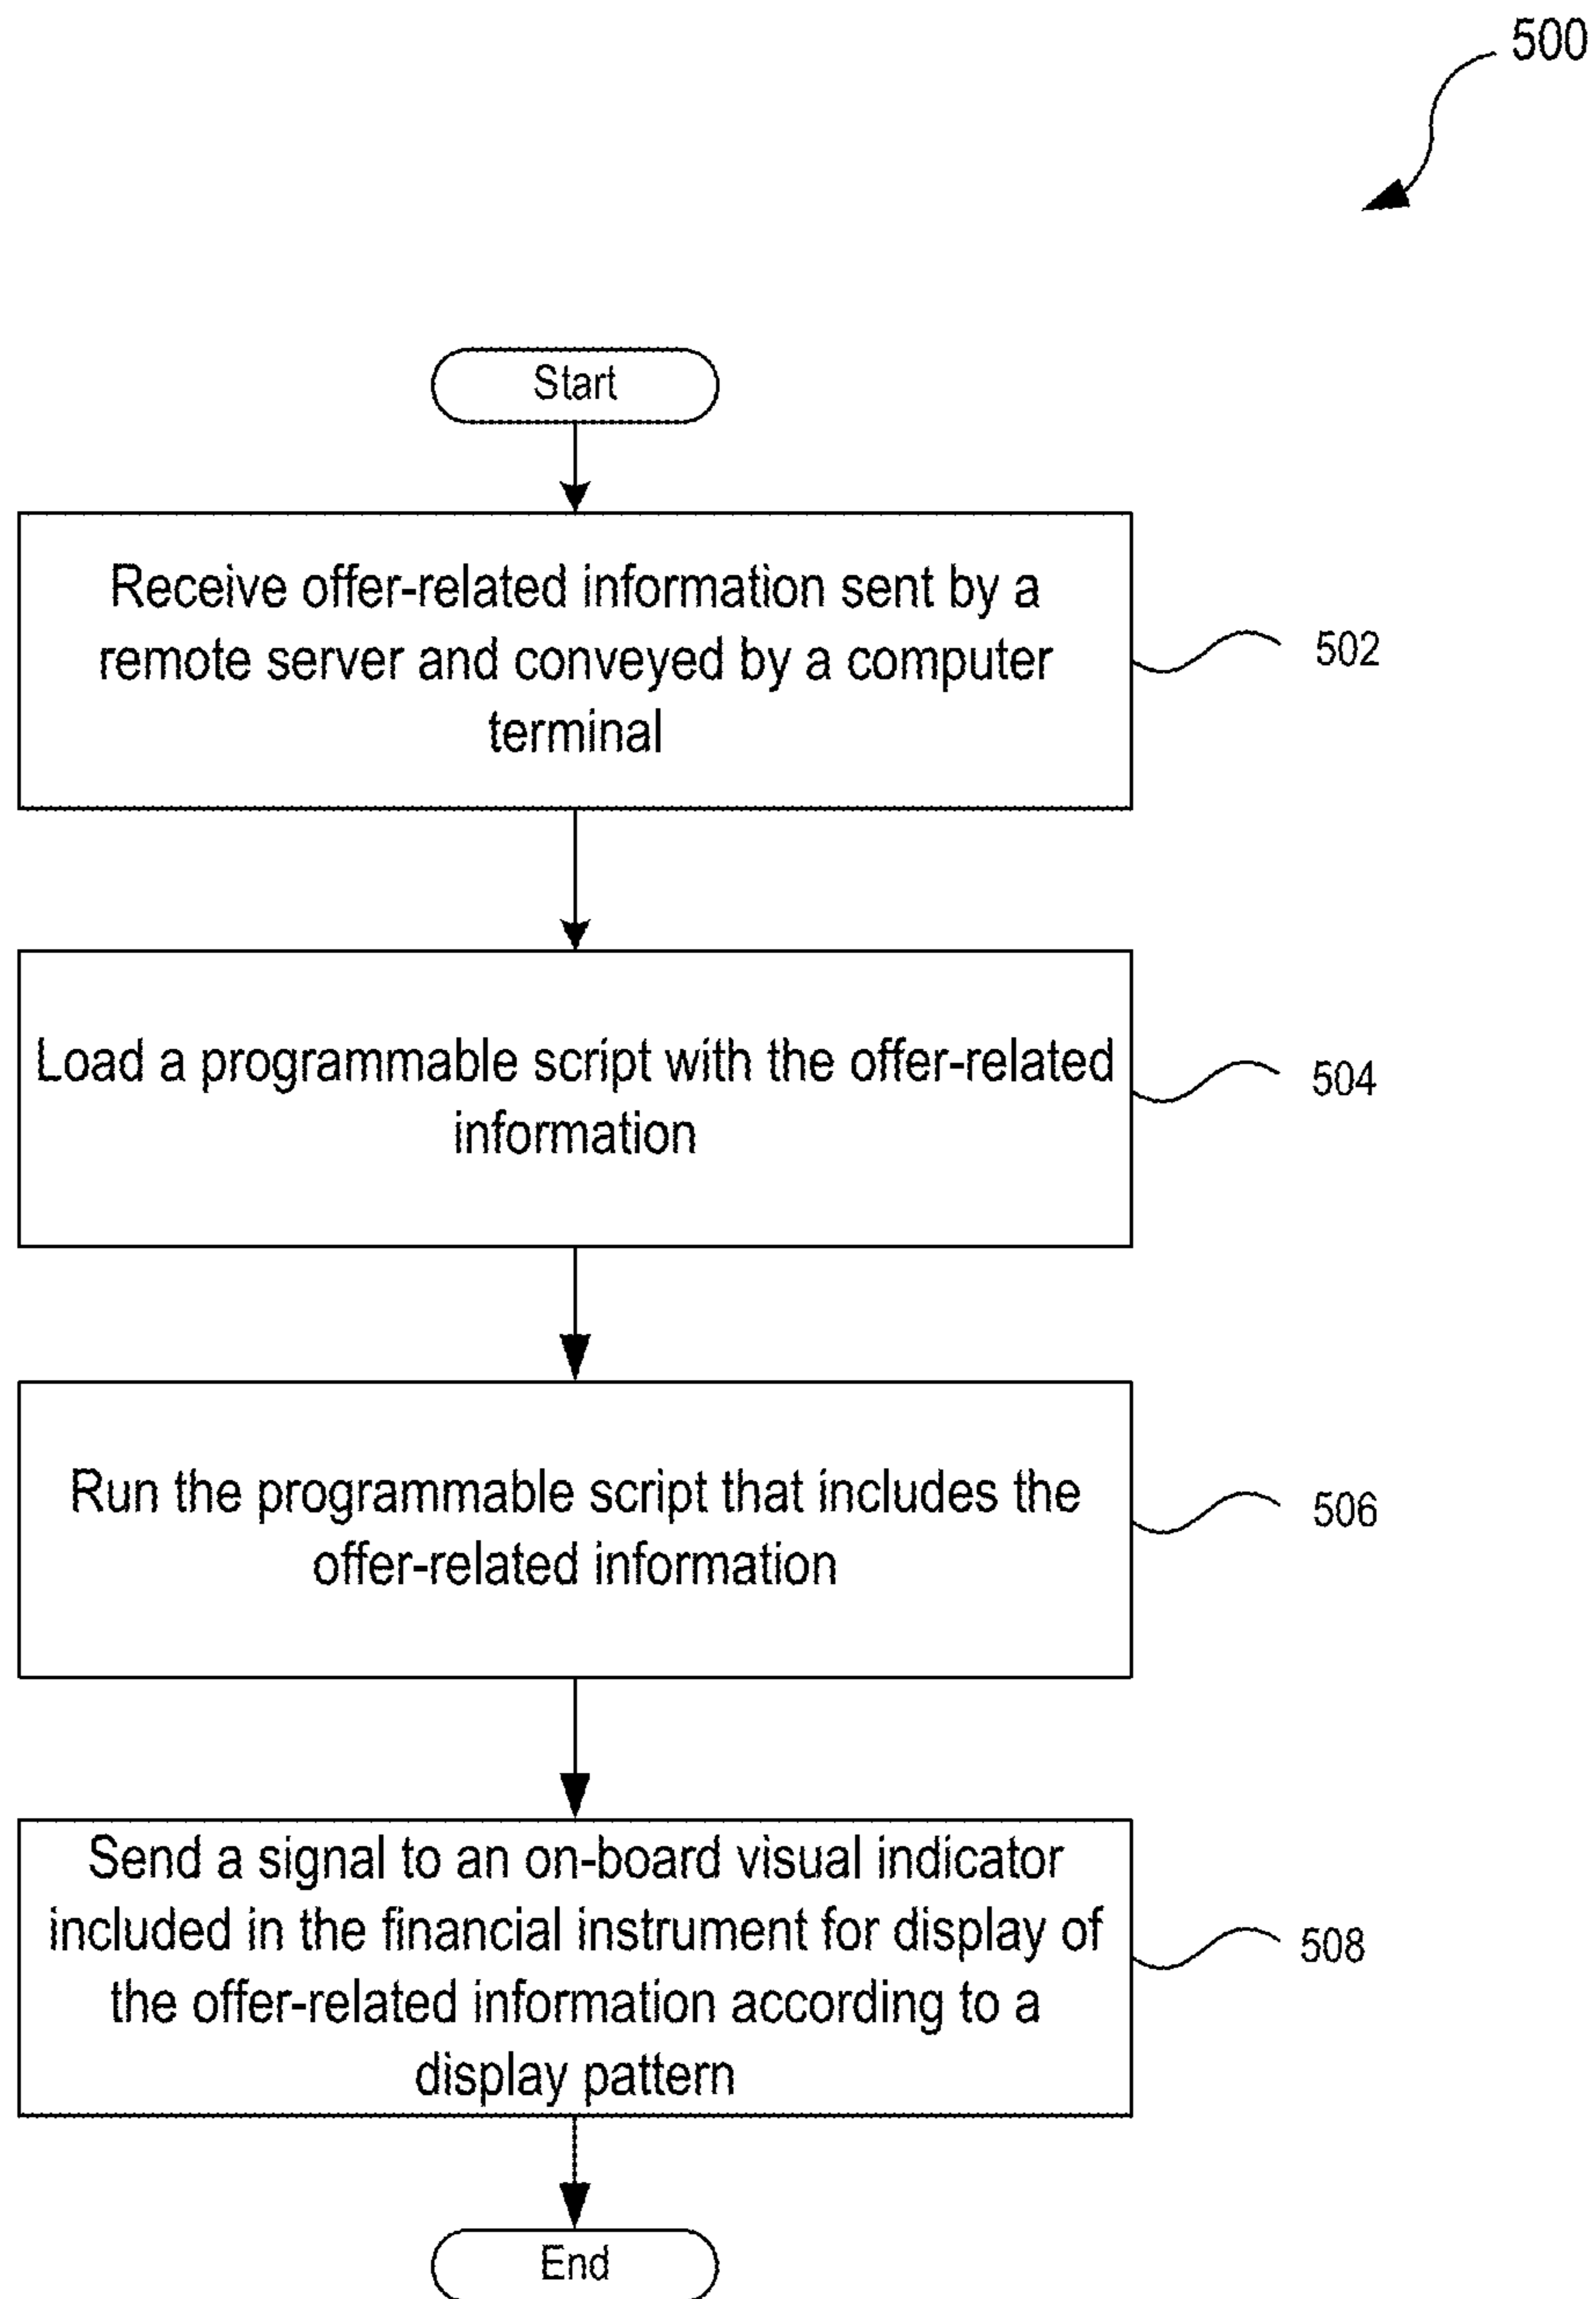 500
Start
Receive offer-related information sent by a
remote server and conveyed by a computer
terminal
502
Load a programmable script with the offer-related
information
504
Run the programmable script that includes the
offer-related information
506
Send a signal to an on-board visual indicator
included in the financial instrument for display of
the offer-related information according to a
display pattern
508
End